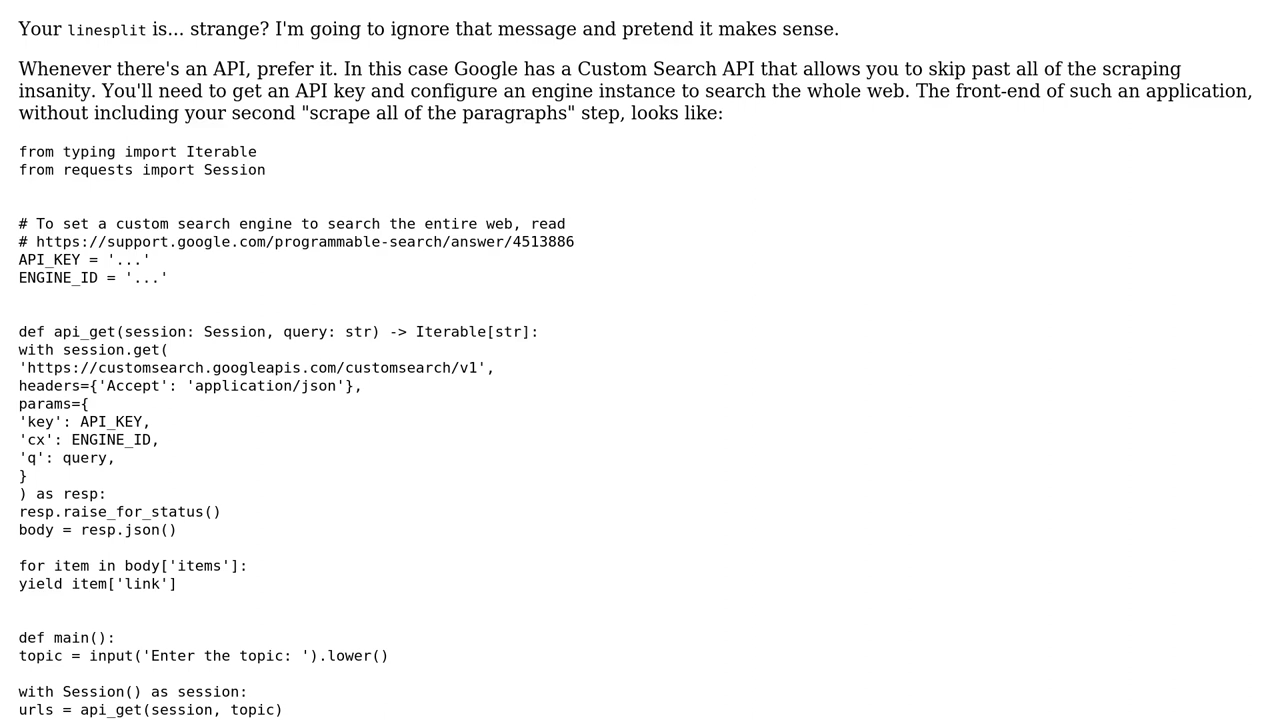 Your linesplit is... strange? I'm going to ignore that message and pretend it makes sense.
Whenever there's an API, prefer it. In this case Google has a Custom Search API that allows you to skip past all of the scraping
insanity. You'll need to get an API key and configure an engine instance to search the whole web. The front-end of such an application,
without including your second "scrape all of the paragraphs" step, looks like:
from typing import Iterable
from requests import Session
# To set a custom search engine to search the entire web, read
# https://support.google.com/programmable-search/answer/4513886
API_KEY = '...'
ENGINE_ID = '...'
def api_get(session: Session, query: str) -> Iterable[str]:
with session.get(
'https://customsearch.googleapis.com/customsearch/v1',
headers={'Accept': 'application/json'},
params={
'key': API_KEY,
'cx': ENGINE_ID,
'q': query,
}
) as resp:
resp.raise_for_status()
body = resp.json()
for item in body['items']:
yield item['link']
def main():
topic = input('Enter the topic: ').lower()
with Session() as session:
urls = api_get(session, topic)